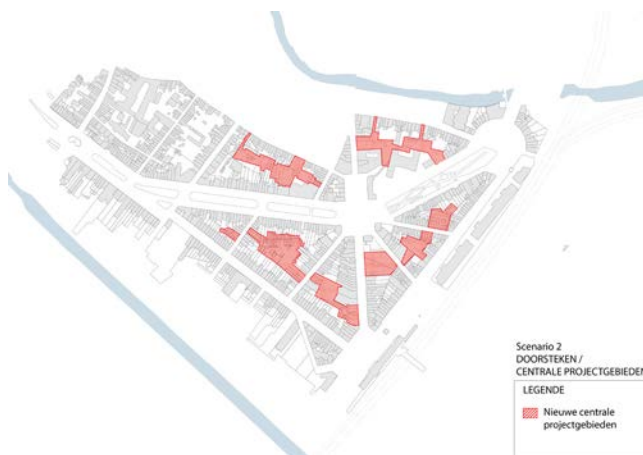 Scenario 2
DOORSTEKEN /
CENTRALE PROJECTGEBIEDEN
LEGENDE
Nieuwe centrale
projectgebieden